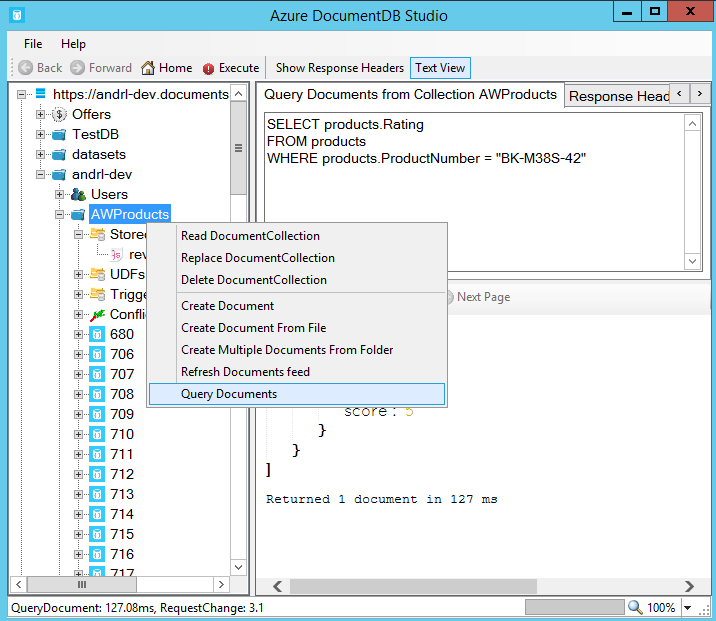 Azure DocumentDB Studio
File Help
Back Forward Home Execute Show Response Headers Text View
https://andrl-dev.documents
Offers
TestDB
datasets
andrl-dev
Users
AWProducts
Store
rev
UDFs
Trigge
Confli
680
706
707
708
709
710
711
712
713
714
715
716
717
Query Documents from Collection AWProducts Response Head
SELECT products.Rating
FROM products
WHERE products.ProductNumber = "BK-M38S-42"
Read DocumentCollection
Replace DocumentCollection
Delete DocumentCollection
Create Document
Create Document From File
Create Multiple Documents From Folder
Refresh Documents feed
Query Documents
Next Page
score : 5
}
}
]
Returned 1 document in 127 ms
QueryDocument: 127.08ms, RequestChange: 3.1
100%